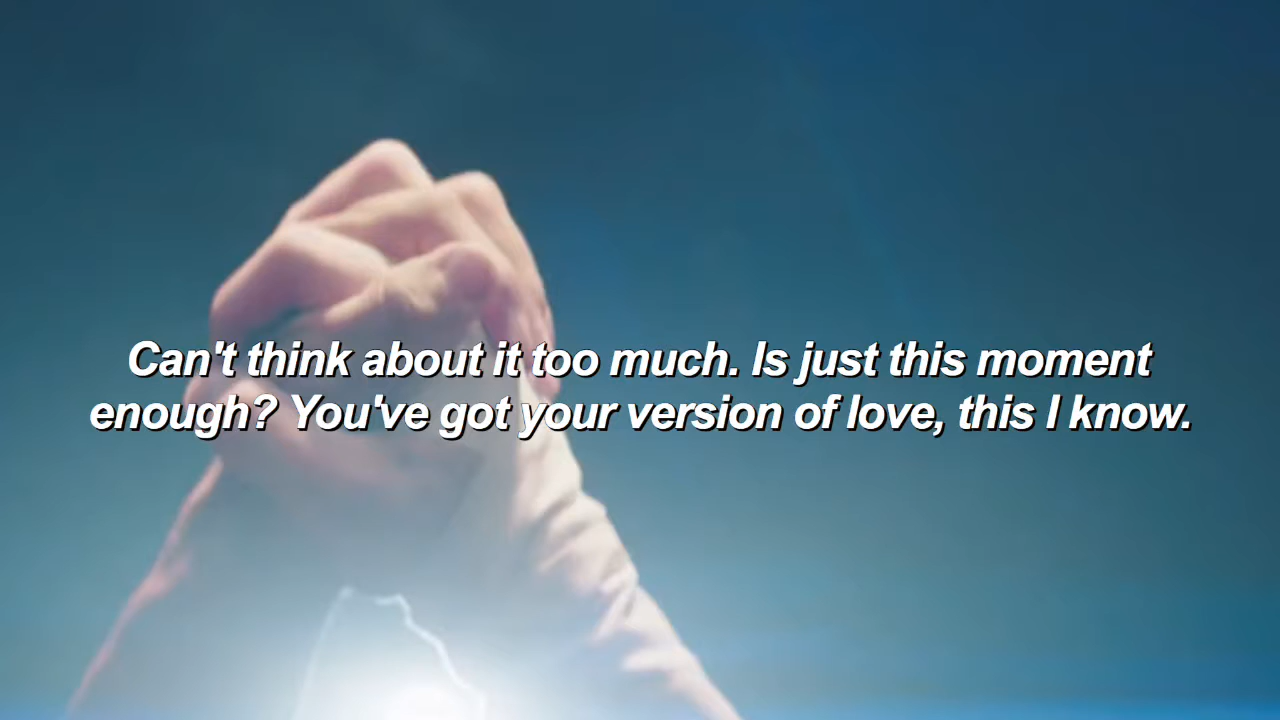 Can't think about it too much. Is just this moment
enough? You've got your version of love, this I know.